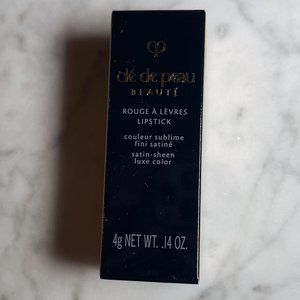 clé de peau
BEAUTÉ
ROUGE À LÈVRES
LIPSTICK
couleur sublime
fini satiné
satin-sheen
luxe color
4g NET WT. .14 OZ.